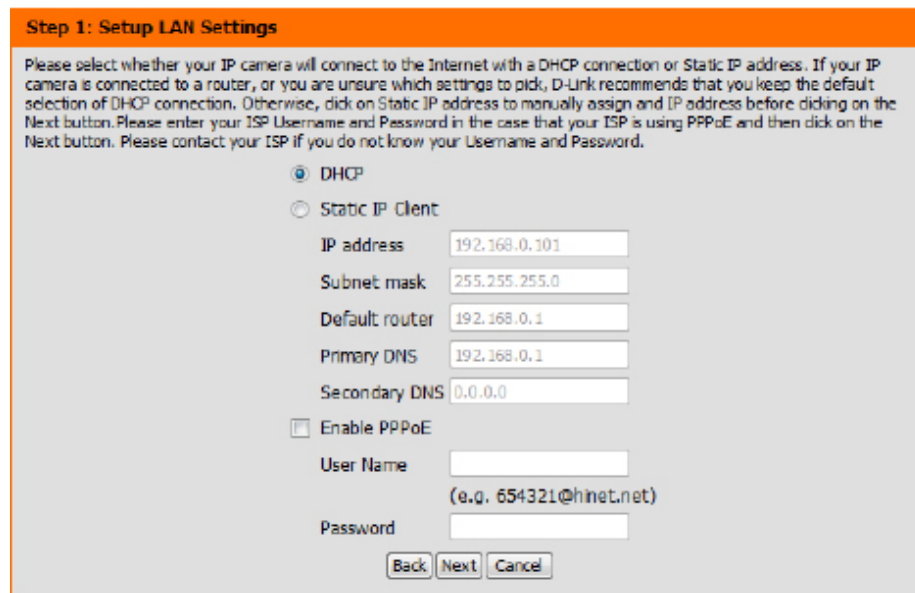 Step 1: Setup LAN Settings
Please select whether your IP camera will connect to the Internet with a DHCP connection or Static IP address. If your IP
camera is connected to a router, or you are unsure which settings to pick, D-Link recommends that you keep the default
selection of DHCP connection. Otherwise, click on Static IP address to manually assign and IP address before clicking on the
Next button.Please enter your ISP Username and Password in the case that your ISP is using PPPoE and then click on the
Next button. Please contact your ISP if you do not know your Username and Password.
DHCP
Static IP Client
IP address 192.168.0.101
Subnet mask 255.255.255.0
Default router 192.168.0.1
Primary DNS 192.168.0.1
Secondary DNS 0.0.0.0
Enable PPPoE
User Name
(e.g. 654321@hinet.net)
Password
Back Next Cancel